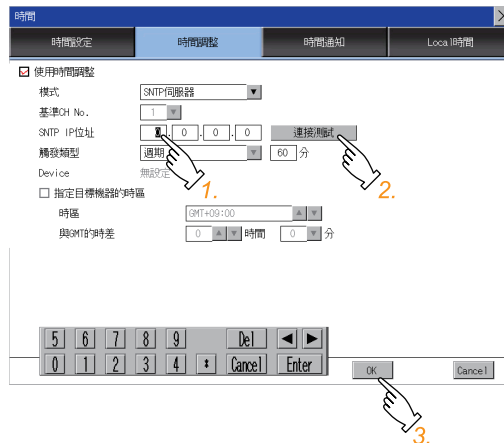 時間
時間設定 時間調整 時間通知 Local時間
使用時間調整
模式 SNTP伺服器
基準CH No. 1
SNTP IP位址 0.0.0.0 連接測試
觸發類型 週期 60 分
1.
2.
Device 無設定
指定目標機器的時區
時區 GMT+09:00
與GMT的時差 0 時間 0 分
5 6 7 8 9 Del
0 1 2 3 4 * Cancel Enter
OK Cancel
3.